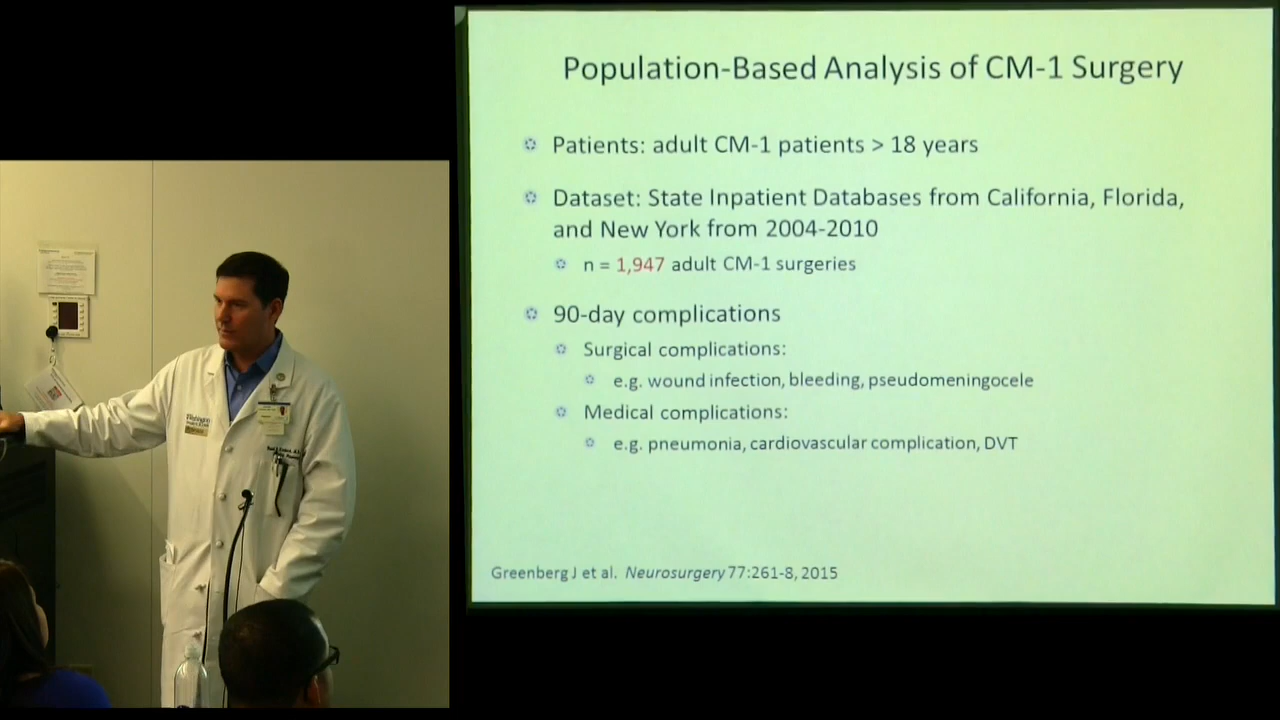 Population-Based Analysis of CM-1 Surgery
Patients: adult CM-1 patients > 18 years
Dataset: State Inpatient Databases from California, Florida,
and New York from 2004-2010
n = 1,947 adult CM-1 surgeries
90-day complications
Surgical complications:
e.g. wound infection, bleeding, pseudomeningocele
Medical complications:
e.g. pneumonia, cardiovascular complication, DVT
Greenberg J et al. Neurosurgery 77:261-8, 2015
Washington